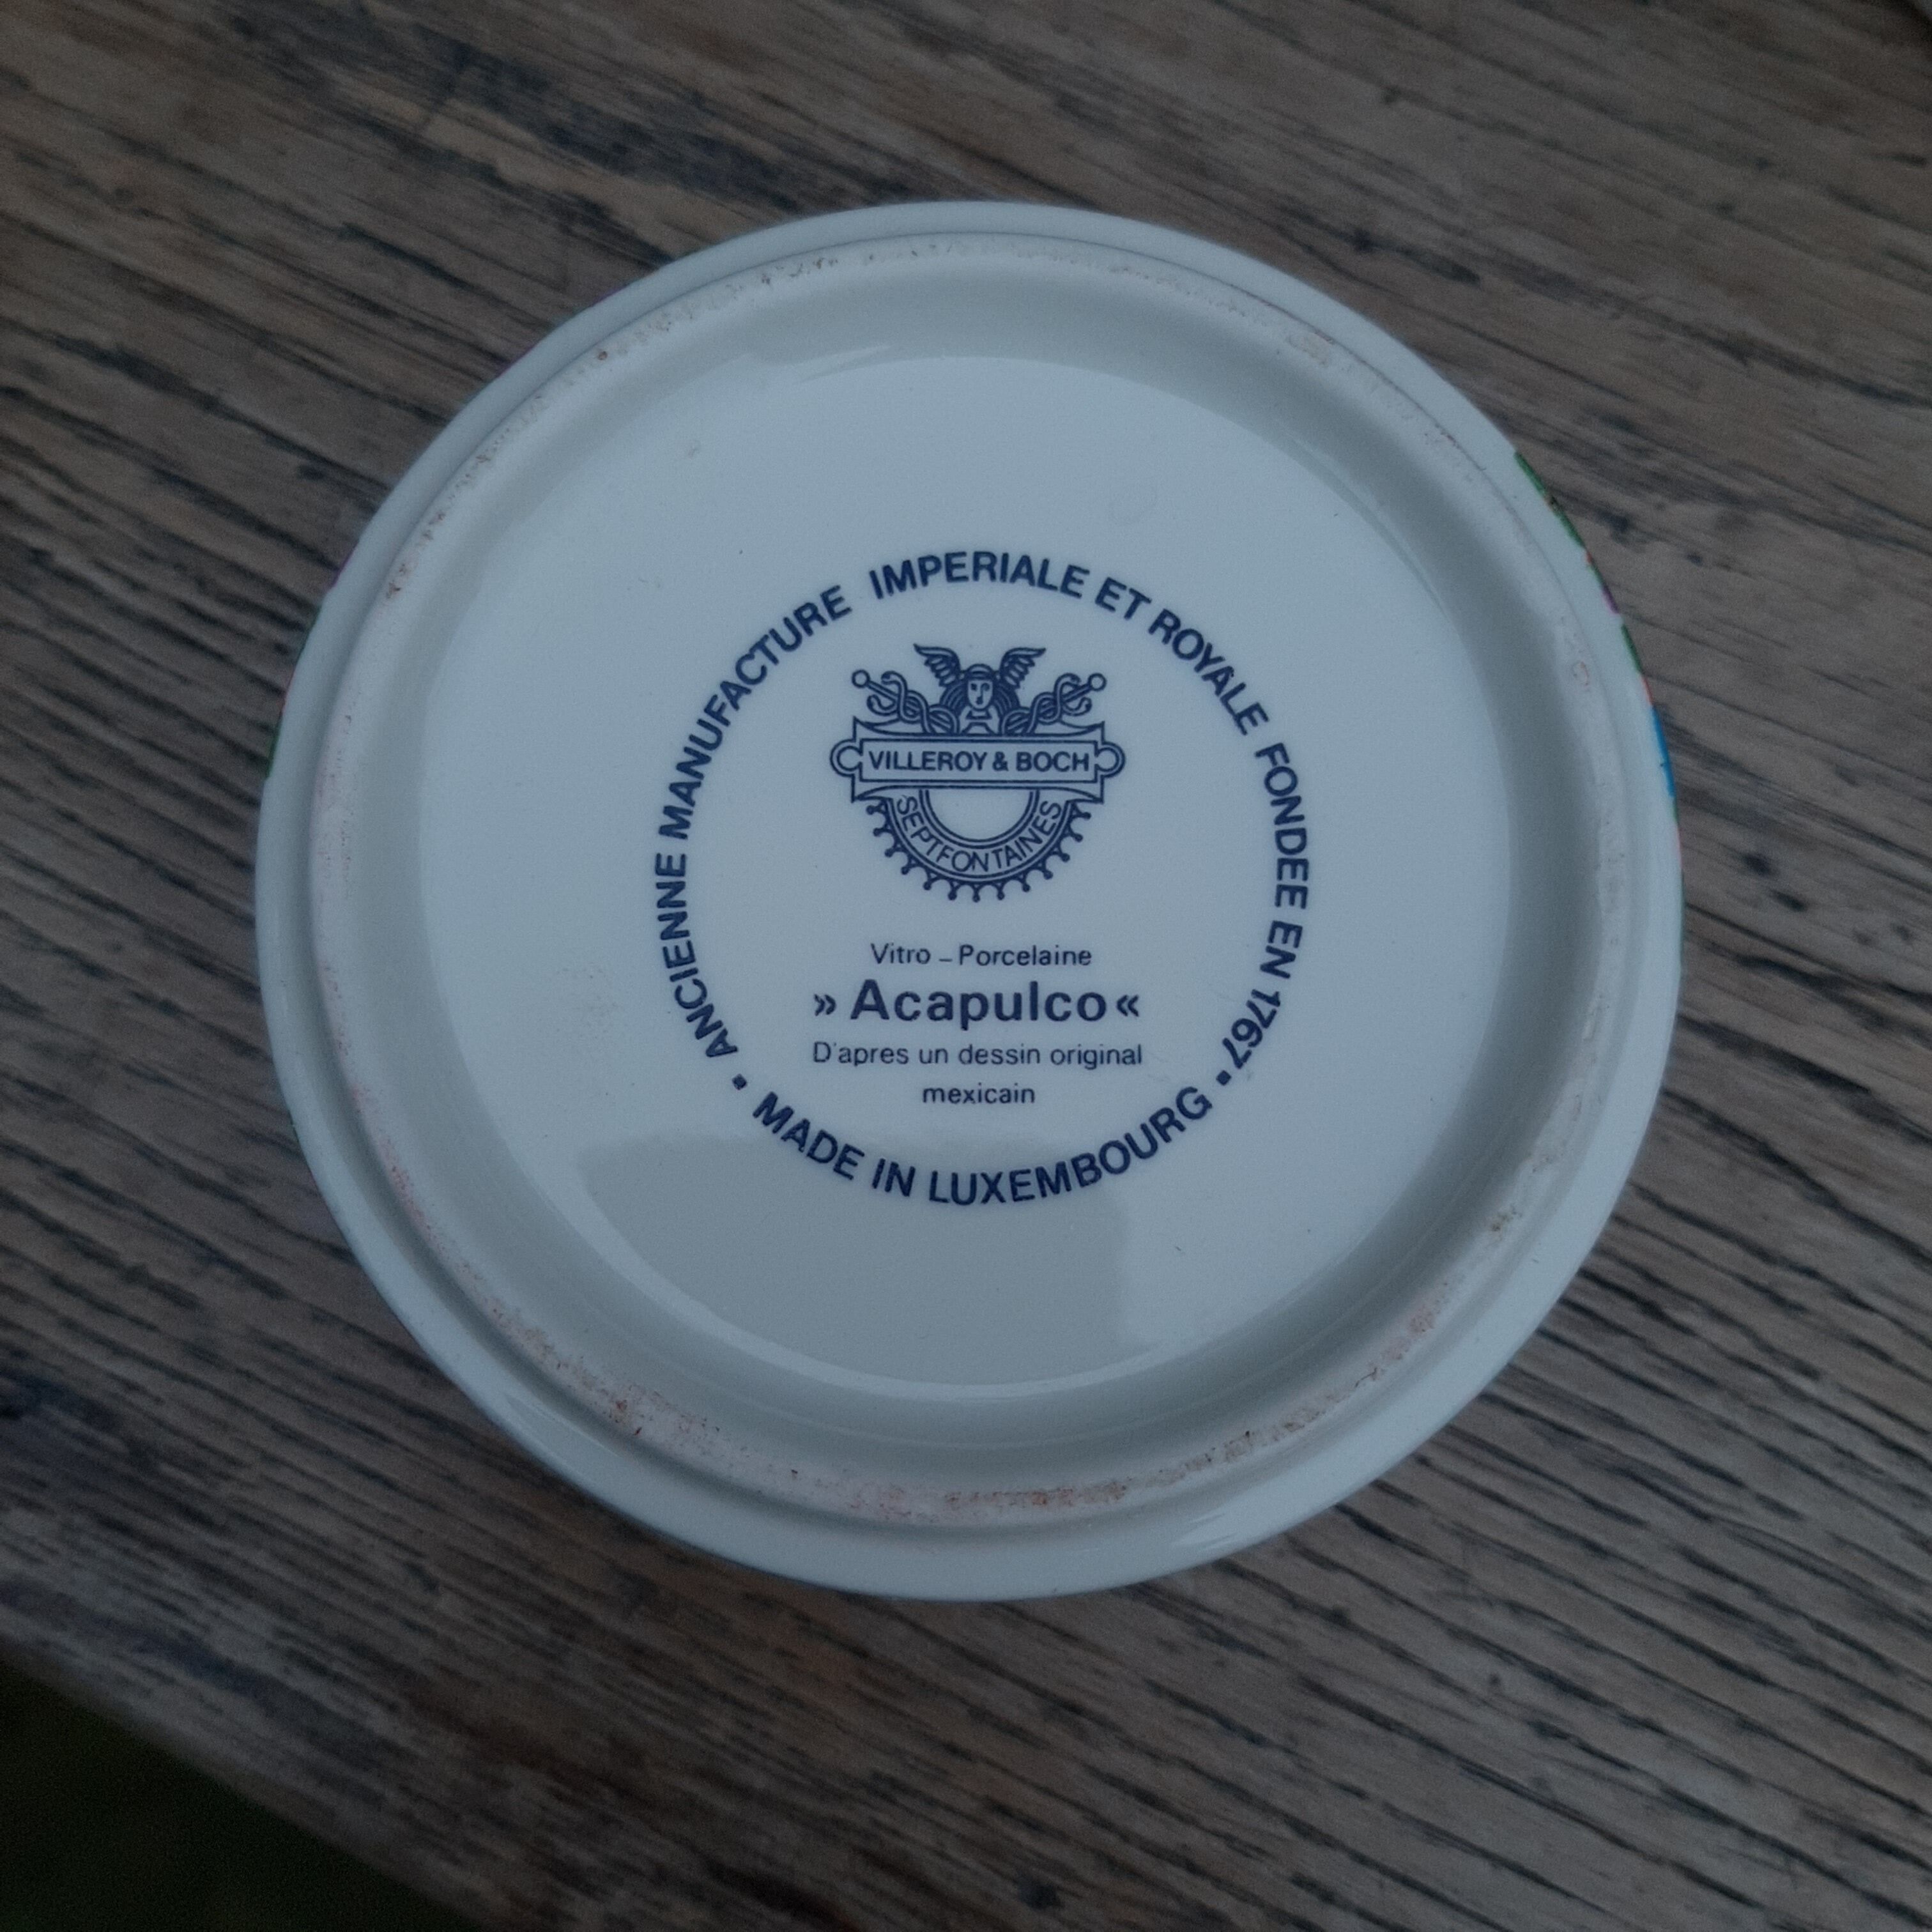 ANCIENNE MANUFACTURE IMPERIALE ET ROYALE FONDEE EN 1767 •
VILLEROY & BOCH
SEPTFONTAINES
Vitro – Porcelaine
» Acapulco «
D'apres un dessin original
mexicain
MADE IN LUXEMBOURG •